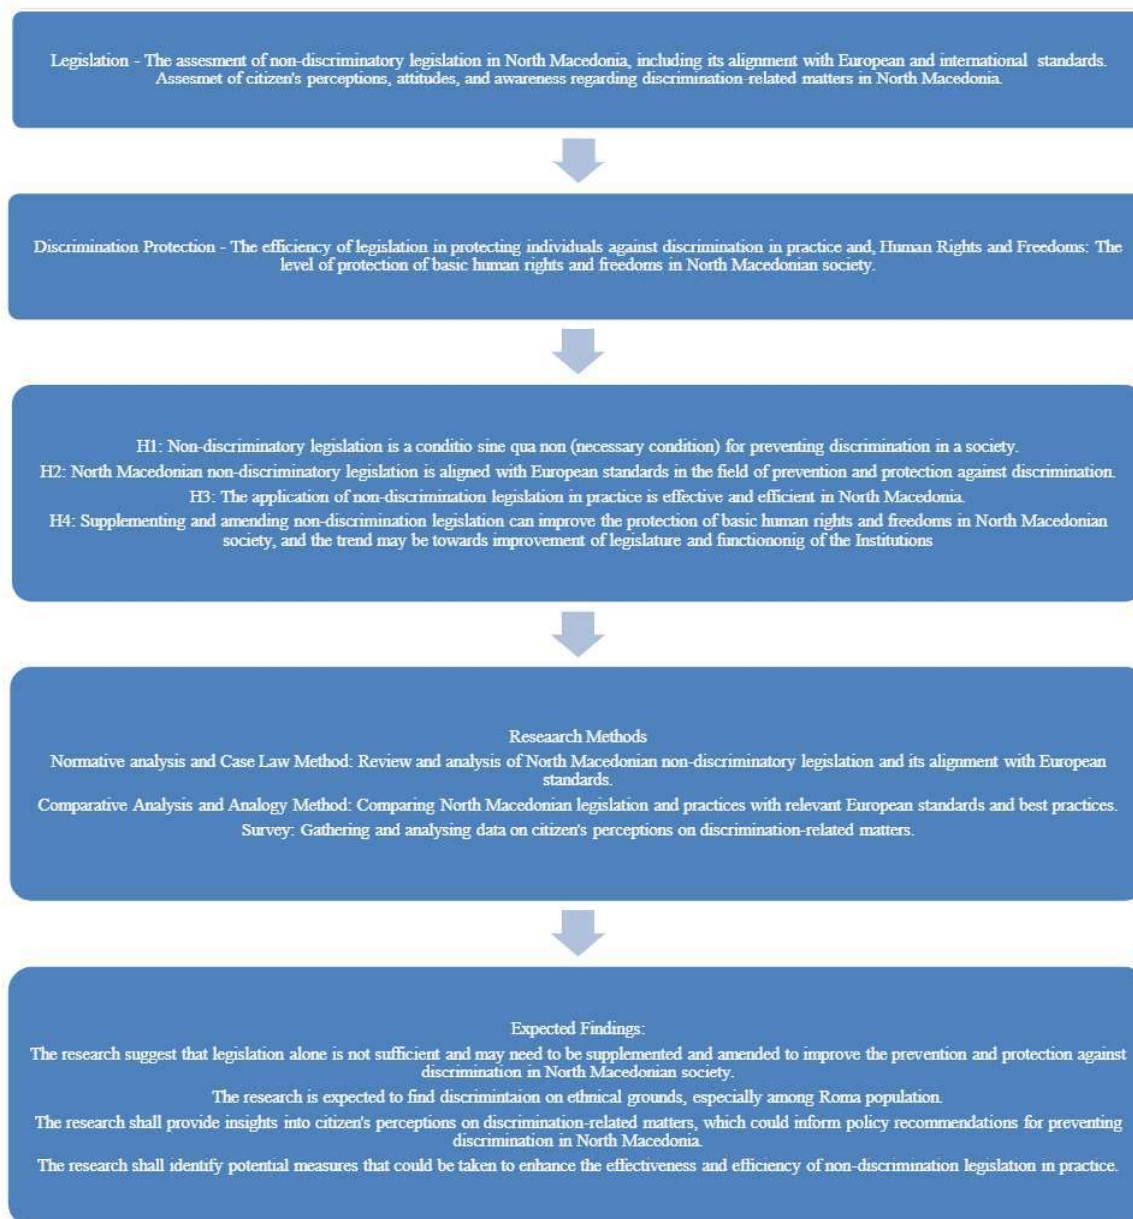 Legislation - The assesment of non-discriminatory legislation in North Macedonia, including its alignment with European and international standards.
Assesmet of citizen's perceptions, attitudes, and awareness regarding discrimination-related matters in North Macedonia.
Discrimination Protection - The efficiency of legislation in protecting individuals against discrimination in practice and, Human Rights and Freedoms: The
level of protection of basic human rights and freedoms in North Macedonian society.
H1: Non-discriminatory legislation is a conditio sine qua non (necessary condition) for preventing discrimination in a society.
H2: North Macedonian non-discriminatory legislation is aligned with European standards in the field of prevention and protection against discrimination.
H3: The application of non-discrimination legislation in practice is effective and efficient in North Macedonia.
H4: Supplementing and amending non-discrimination legislation can improve the protection of basic human rights and freedoms in North Macedonian
society, and the trend may be towards improvement of legislature and functiononig of the Institutions
Reseaarch Methods
Normative analysis and Case Law Method: Review and analysis of North Macedonian non-discriminatory legislation and its alignment with European
standards.
Comparative Analysis and Analogy Method: Comparing North Macedonian legislation and practices with relevant European standards and best practices.
Survey: Gathering and analysing data on citizen's perceptions on discrimination-related matters.
Expected Findings:
The research suggest that legislation alone is not sufficient and may need to be supplemented and amended to improve the prevention and protection against
discrimination in North Macedonian society.
The research is expected to find discrimintaion on ethnical grounds, especially among Roma population.
The research shall provide insights into citizen's perceptions on discrimination-related matters, which could inform policy recommendations for preventing
discrimination in North Macedonia.
The research shall identify potential measures that could be taken to enhance the effectiveness and efficiency of non-discrimination legislation in practice.